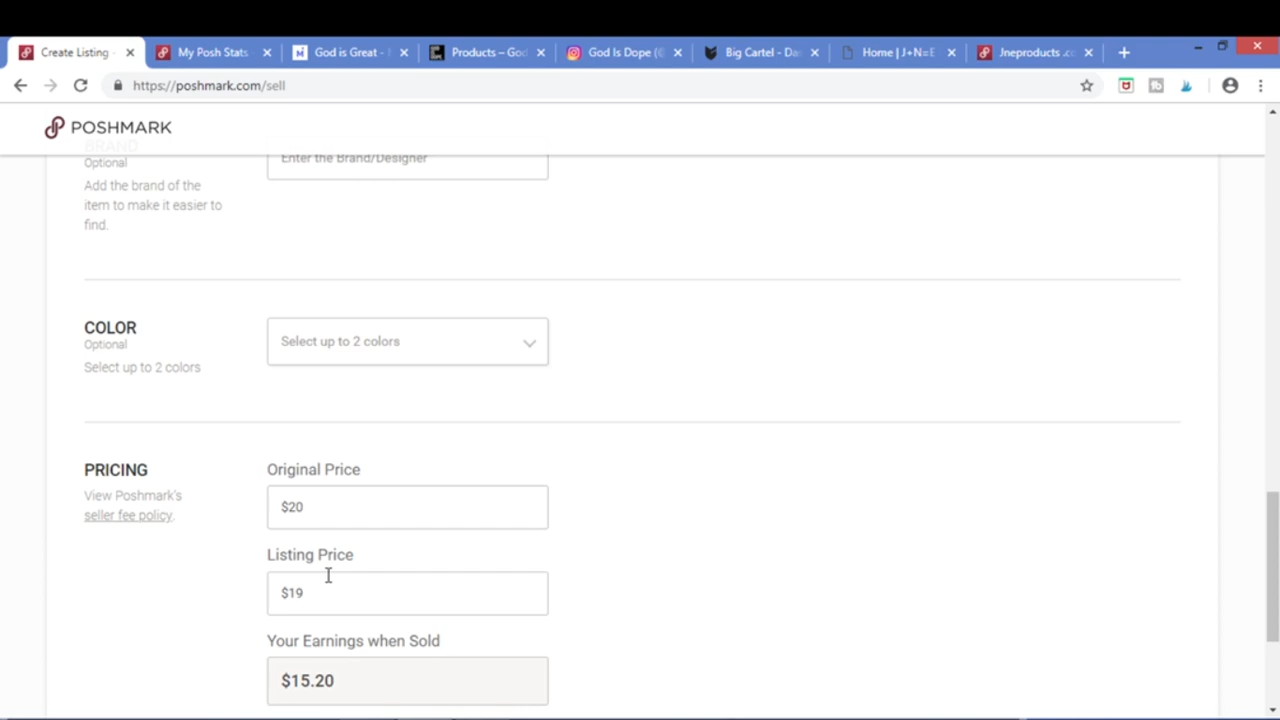 Create Listing -
My Posh Stats
God is Great -
Products – God
God Is Dope (
Big Cartel - Da
Home | J+N=E
Jneproducts .c
https://poshmark.com/sell
POSHMARK
BRAND
Optional
Add the brand of the
item to make it easier to
find.
Enter the Brand/Designer
COLOR
Optional
Select up to 2 colors
Select up to 2 colors
PRICING
View Poshmark's
seller fee policy.
Original Price
$20
Listing Price
$19
Your Earnings when Sold
$15.20